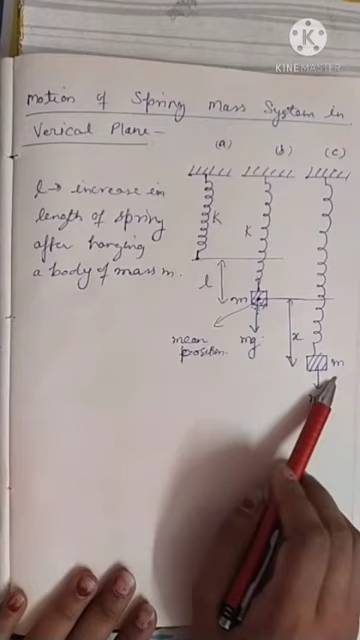 KINEMASTER
Motion of Spring Mass System in
Verical Plane -
(a)
(b)
(c)
l → increase in
length of spring
after hanging
a body of mass m.
K
K
l
m
mean
position.
mg
x
m